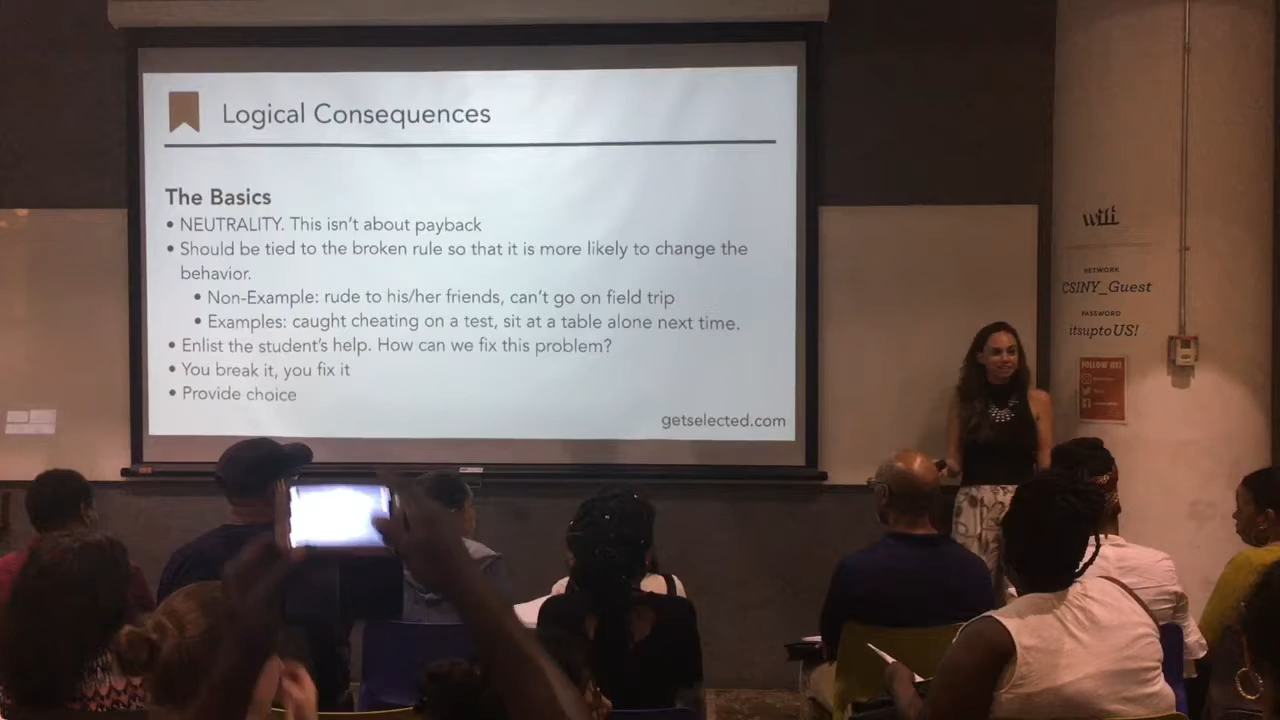 Logical Consequences
The Basics
• NEUTRALITY. This isn't about payback
• Should be tied to the broken rule so that it is more likely to change the
behavior.
• Non-Example: rude to his/her friends, can't go on field trip
• Examples: caught cheating on a test, sit at a table alone next time.
• Enlist the student's help. How can we fix this problem?
• You break it, you fix it
• Provide choice
getselected.com
wifi
NETWORK
CSINY_Guest
PASSWORD
itsuptoUS!
FOLLOW US!